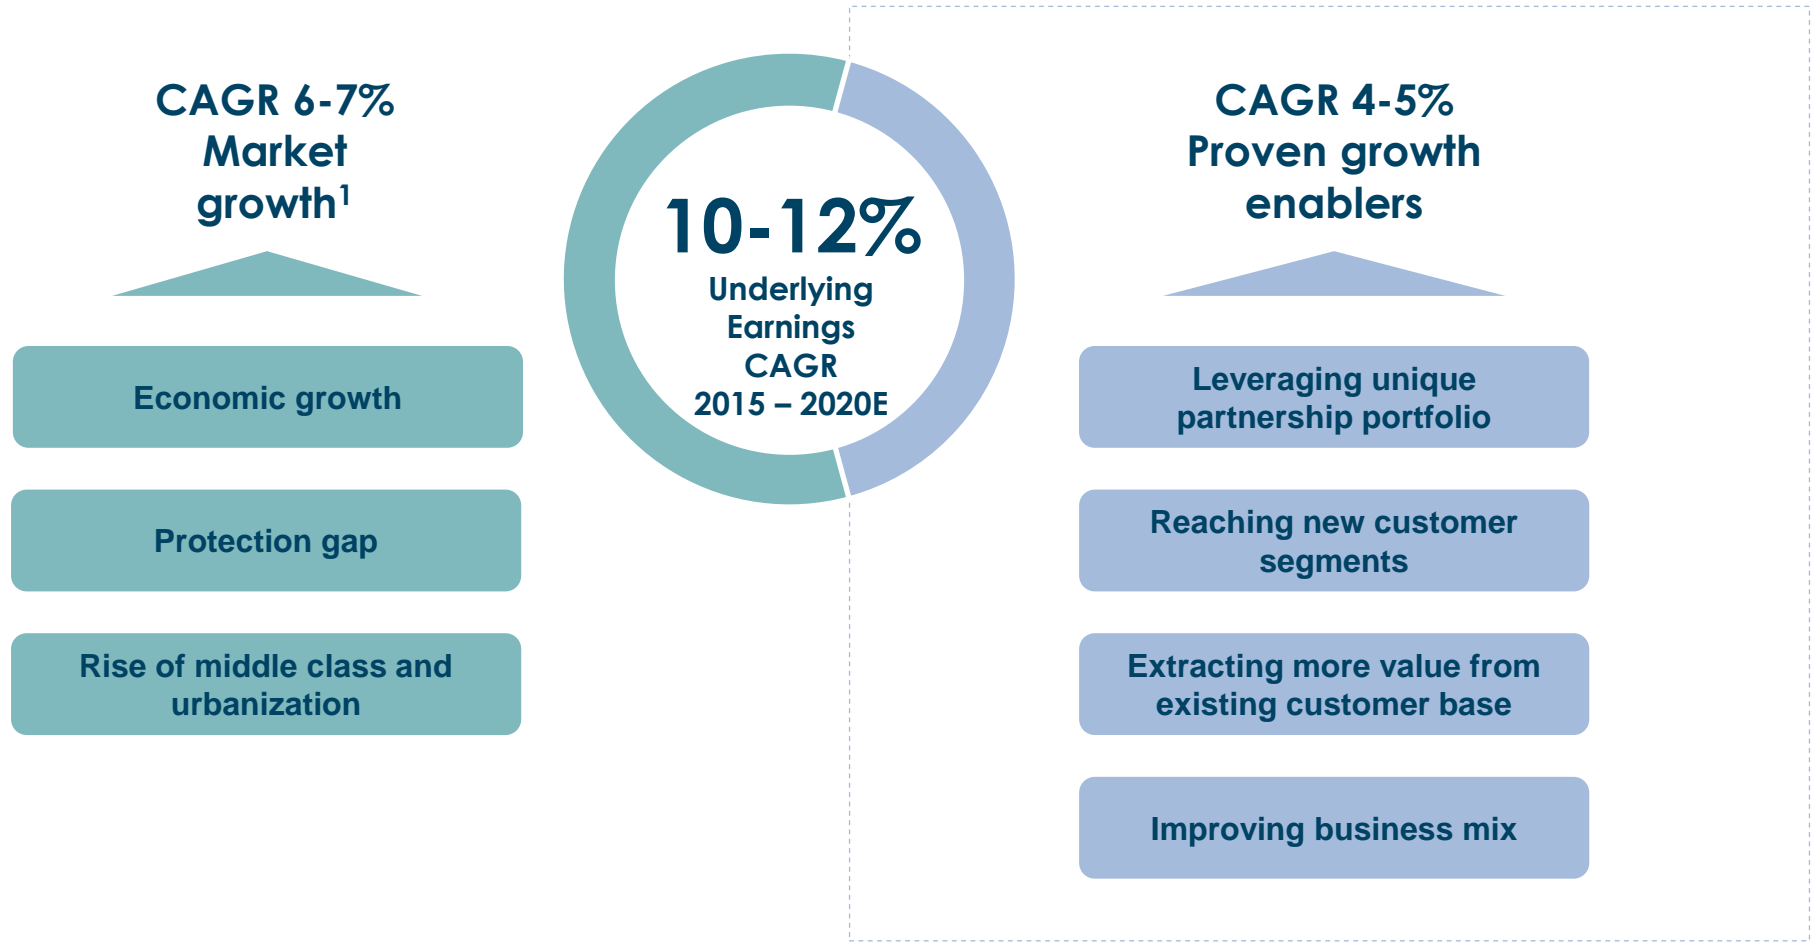 CAGR 6-7%
Market
growth¹
Economic growth
Protection gap
Rise of middle class and
urbanization
10-12%
Underlying
Earnings
CAGR
2015 – 2020E
CAGR 4-5%
Proven growth
enablers
Leveraging unique
partnership portfolio
Reaching new customer
segments
Extracting more value from
existing customer base
Improving business mix